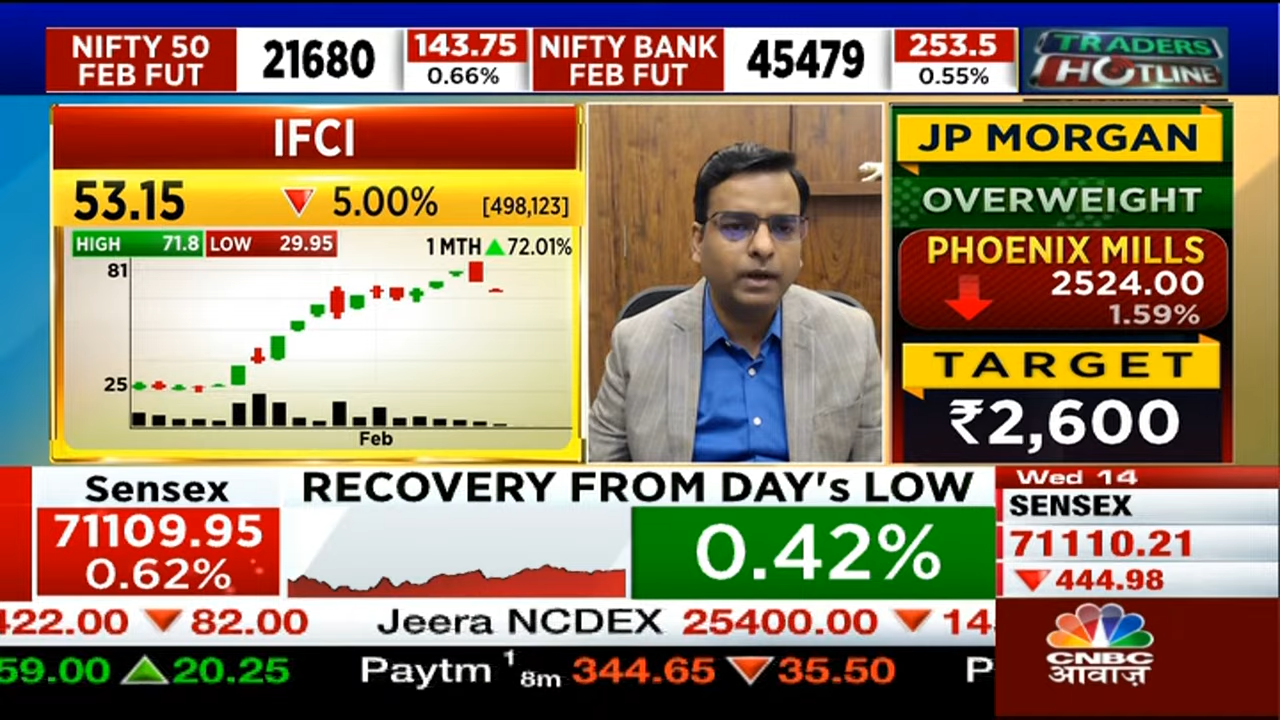 NIFTY 50
FEB FUT
21680
143.75
0.66%
NIFTY BANK
FEB FUT
45479
253.5
0.55%
TRADERS
HOTLINE
IFCI
53.15 ▼ 5.00% [498,123]
HIGH 71.8 LOW 29.95 1 MTH ▲ 72.01%
81
25
Feb
JP MORGAN
OVERWEIGHT
PHOENIX MILLS
2524.00
1.59%
TARGET
₹2,600
Sensex
71109.95
0.62%
RECOVERY FROM DAY's LOW
0.42%
Wed 14
SENSEX
71110.21
▼ 444.98
422.00 ▼ 82.00 Jeera NCDEX 25400.00 ▼ 14
59.00 ▲ 20.25 Paytm 1 8m 344.65 ▼ 35.50 P
CNBC
आवाज़